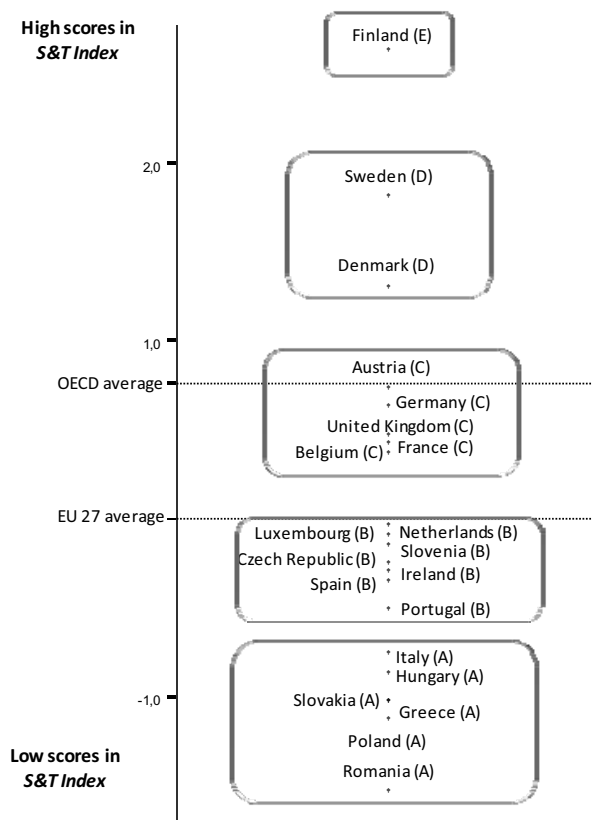 High scores in
S&T Index
Finland (E)
2,0
Sweden (D)
Denmark (D)
1,0
Austria (C)
OECD average
Germany (C)
United Kingdom (C)
Belgium (C)
France (C)
EU 27 average
Luxembourg (B)
Netherlands (B)
Slovenia (B)
Czech Republic (B)
Ireland (B)
Spain (B)
Portugal (B)
Italy (A)
Hungary (A)
-1,0
Slovakia (A)
Greece (A)
Poland (A)
Low scores in
S&T Index
Romania (A)